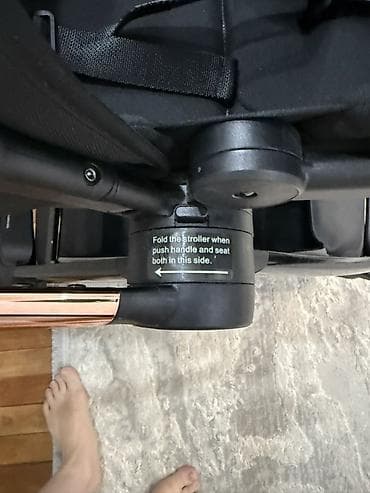 Fold the stroller when
push handle and seat
both in this side.